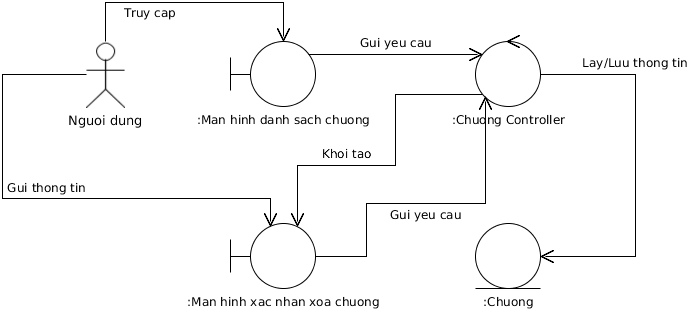 Truy cap
Gui yeu cau
Lay/Luu thong tin
Nguoi dung
:Man hinh danh sach chuong
:Chuong Controller
Khoi tao
Gui thong tin
Gui yeu cau
:Man hinh xac nhan xoa chuong
:Chuong